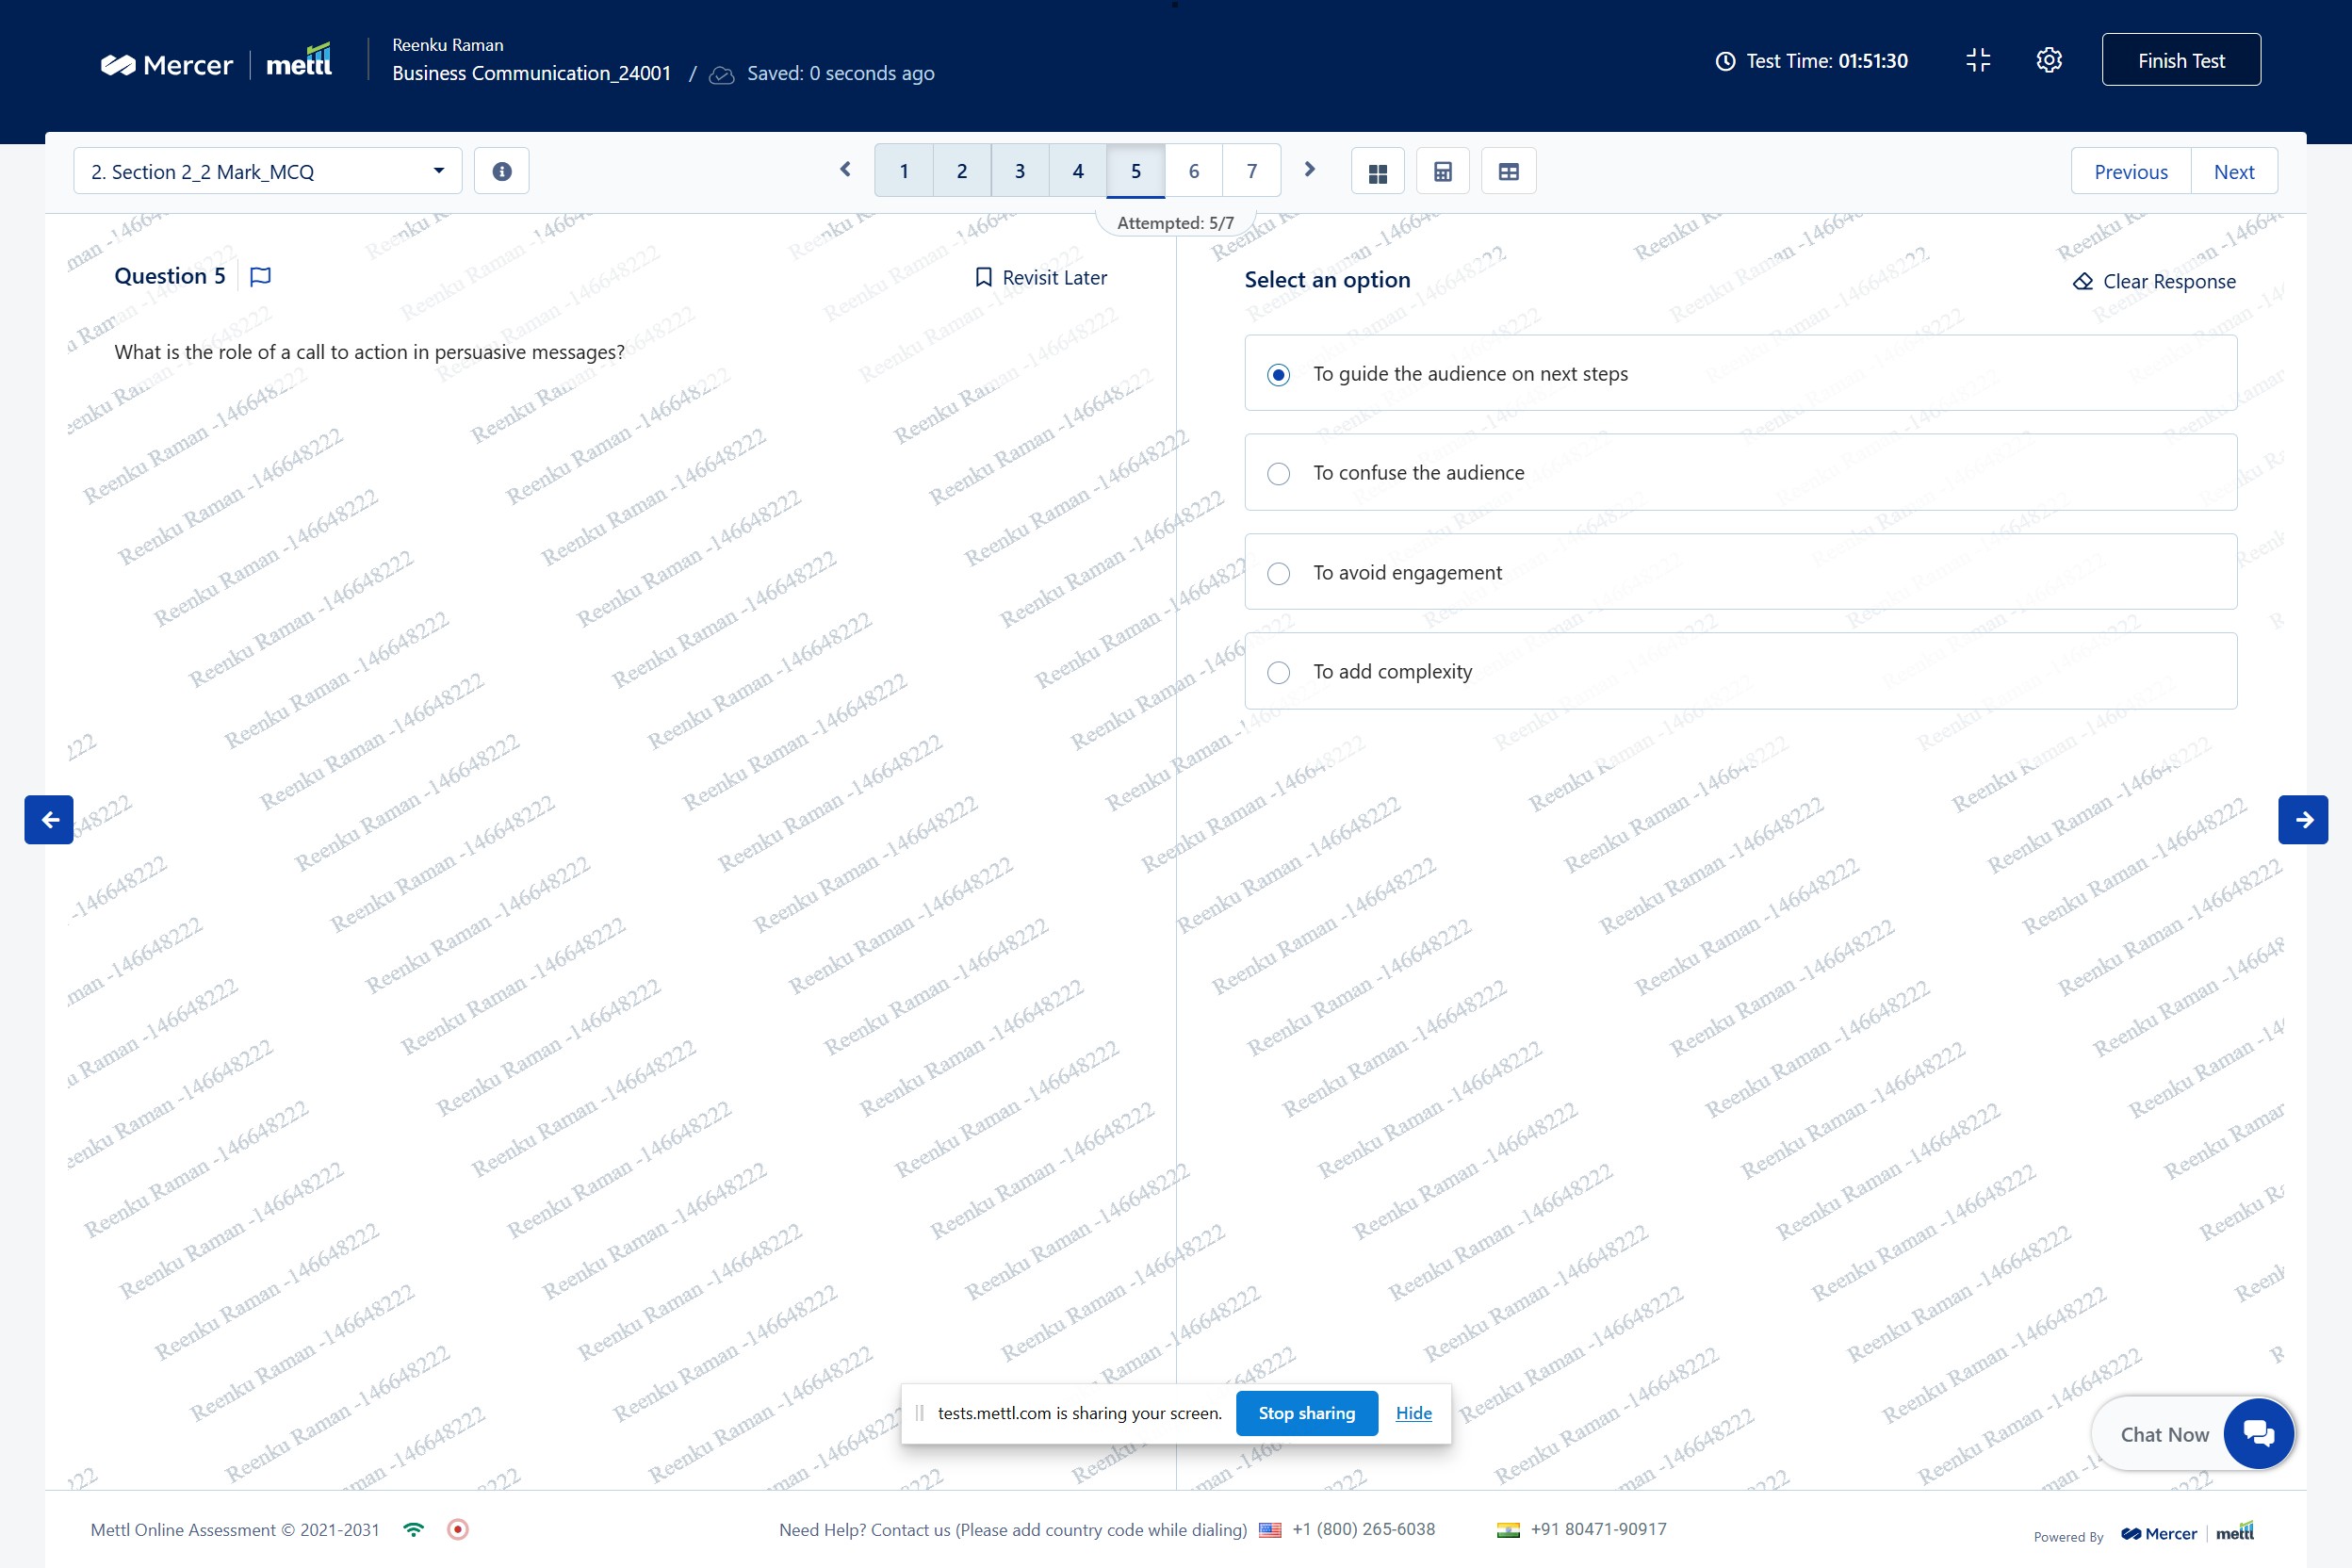 Mercer mettl
Reenku Raman
Business Communication_24001 / Saved: 0 seconds ago
Test Time: 01:51:30
Finish Test
2. Section 2_2 Mark_MCQ
1 2 3 4 5 6 7
Previous Next
Attempted: 5/7
Question 5
Revisit Later
What is the role of a call to action in persuasive messages?
Select an option
Clear Response
To guide the audience on next steps
To confuse the audience
To avoid engagement
To add complexity
Reenku Raman -146648222
tests.mettl.com is sharing your screen. Stop sharing Hide
Chat Now
Mettl Online Assessment © 2021-2031
Need Help? Contact us (Please add country code while dialing) +1 (800) 265-6038 +91 80471-90917
Powered By Mercer mettl